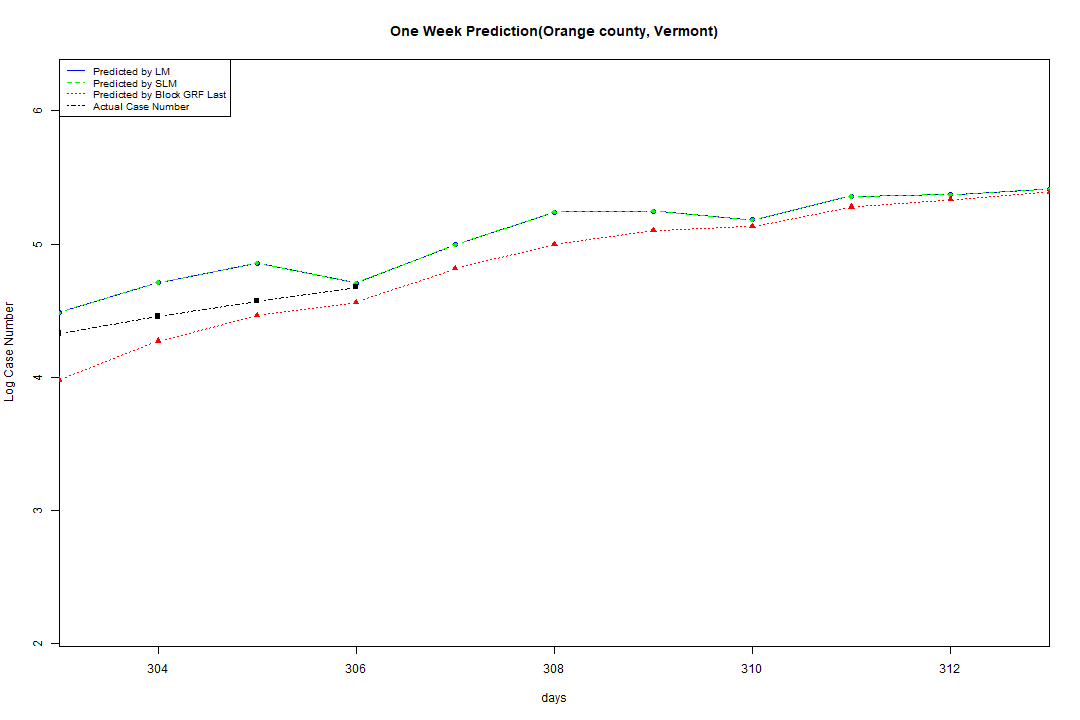 One Week Prediction(Orange county, Vermont)
Predicted by LM
Predicted by SLM
Predicted by Block GRF Last
Actual Case Number
6
5
4
3
2
Log Case Number
304 306 308 310 312
days